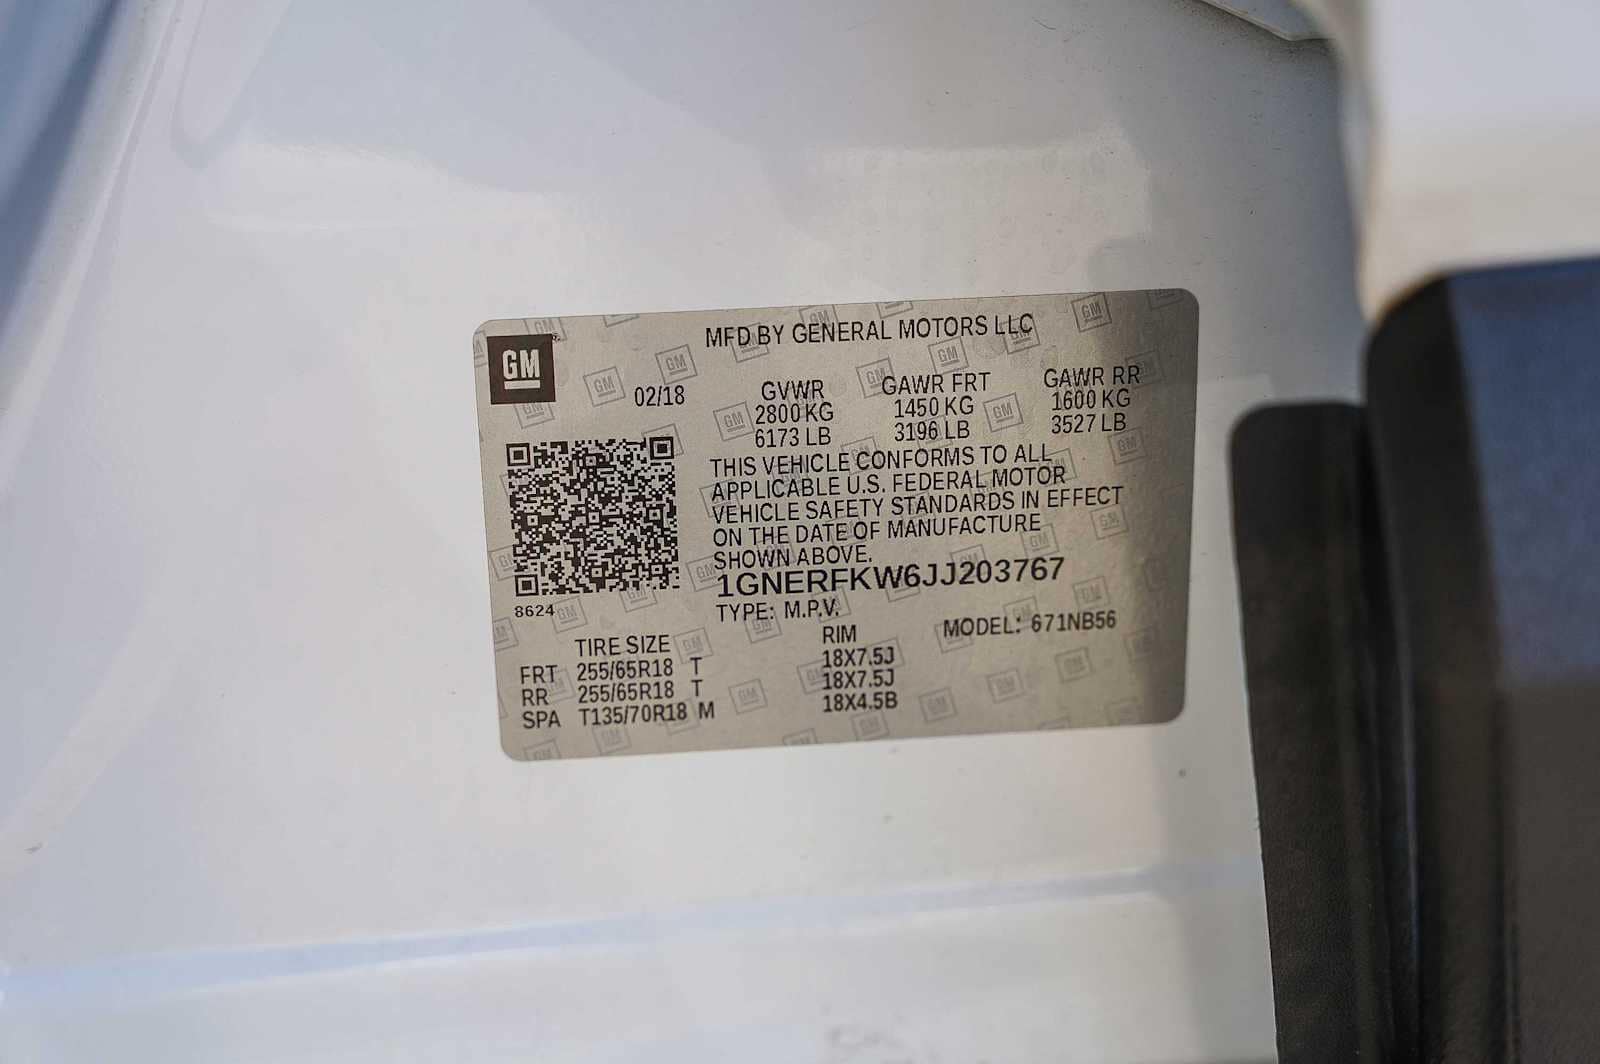 MFD BY GENERAL MOTORS LLC
GM
02/18
GVWR GAWR FRT GAWR RR
2800 KG 1450 KG 1600 KG
6173 LB 3196 LB 3527 LB
THIS VEHICLE CONFORMS TO ALL
APPLICABLE U.S. FEDERAL MOTOR
VEHICLE SAFETY STANDARDS IN EFFECT
ON THE DATE OF MANUFACTURE
SHOWN ABOVE.
1GNERFKW6JJ203767
8624
TYPE: M.P.V.
MODEL: 671NB56
TIRE SIZE RIM
FRT 255/65R18 T 18X7.5J
RR 255/65R18 T 18X7.5J
SPA T135/70R18 M 18X4.5B